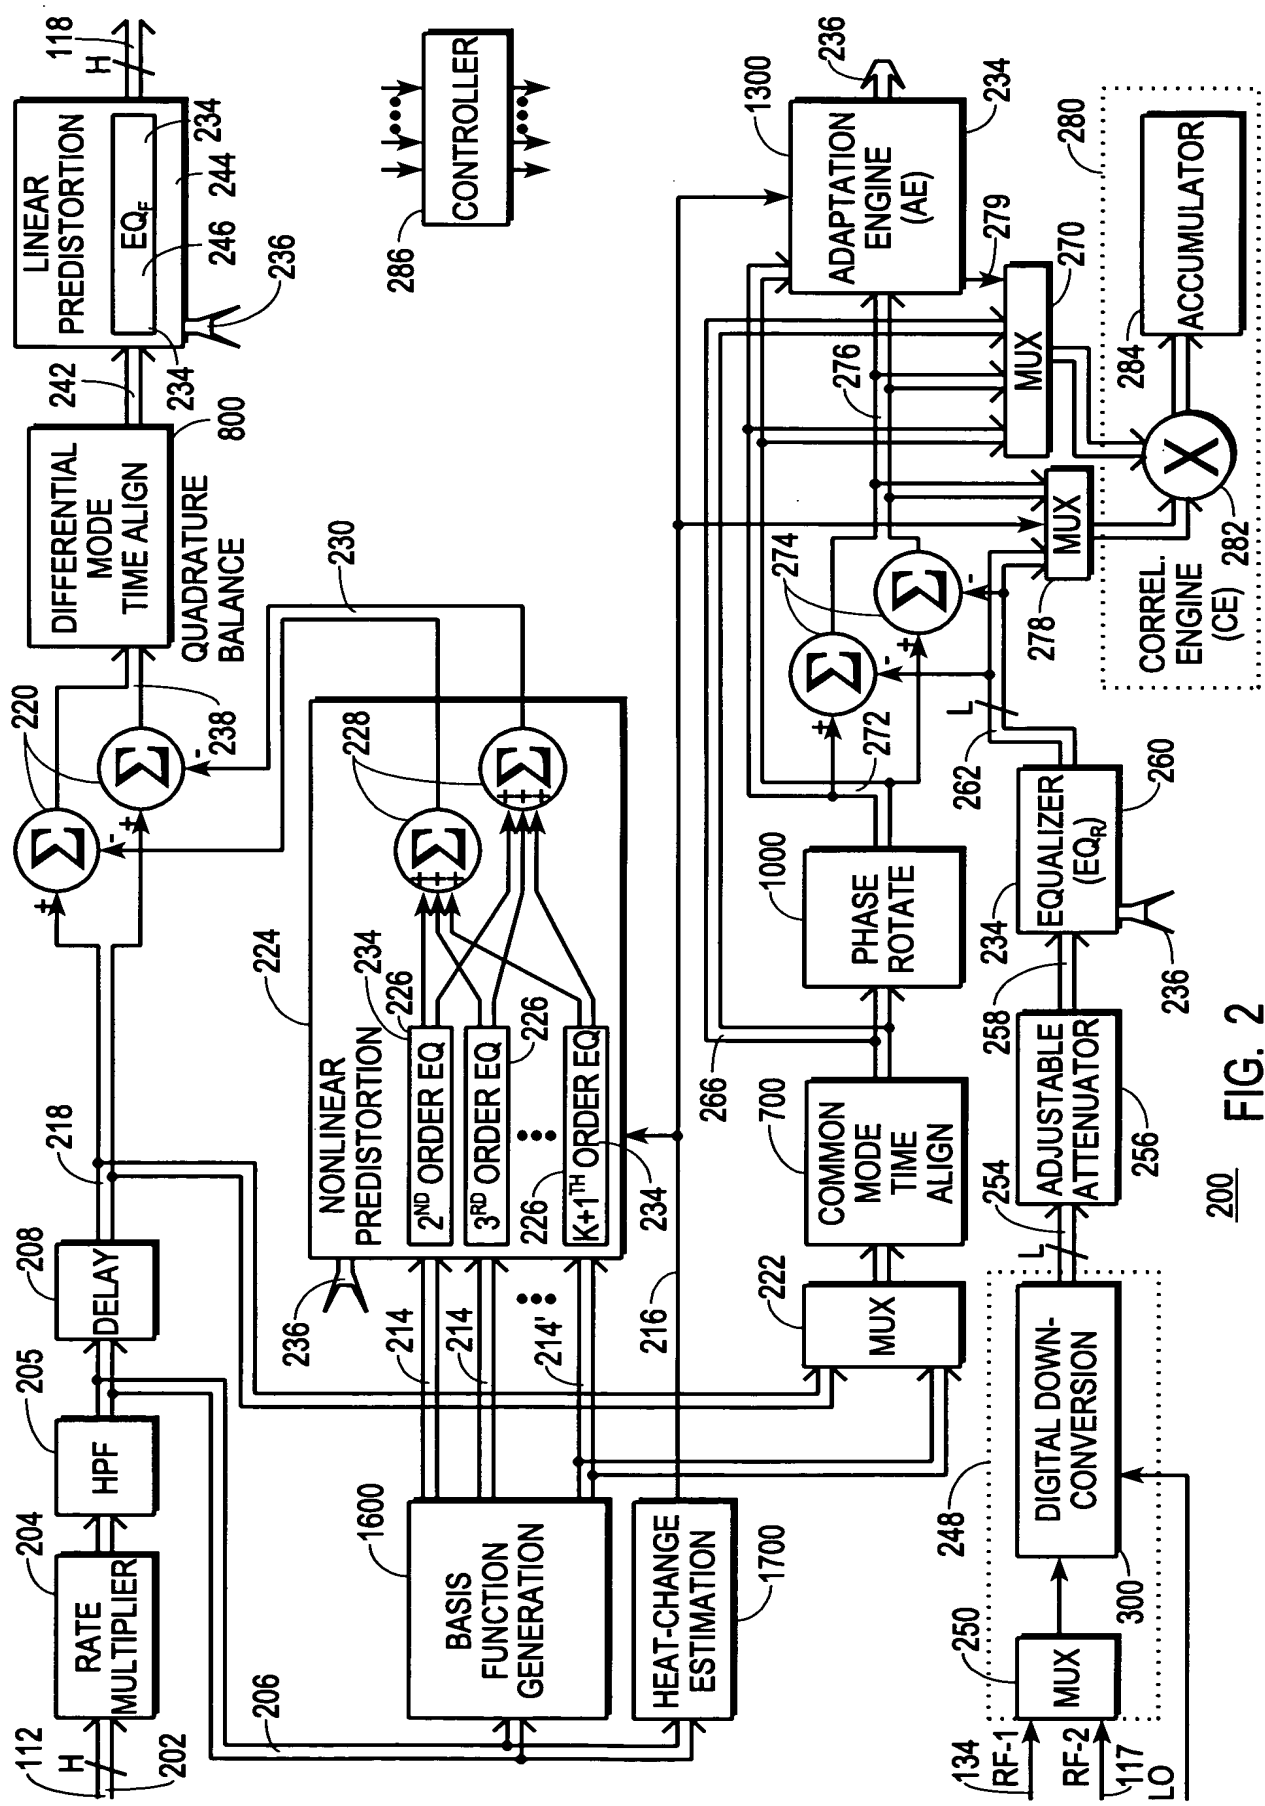 112
H
202
RATE
MULTIPLIER
204
HPF
205
206
DELAY
208
218
220
+
-
Σ
+
-
Σ
238
DIFFERENTIAL
MODE
TIME ALIGN
800
QUADRATURE
BALANCE
242
LINEAR
PREDISTORTION
EQF
234
246
244
234
236
H
118
BASIS
FUNCTION
GENERATION
1600
214
214
214'
236
NONLINEAR
PREDISTORTION
224
2ND ORDER EQ
226
234
3RD ORDER EQ
226
K+1TH ORDER EQ
226
234
+++
Σ
+++
Σ
228
230
CONTROLLER
286
HEAT-CHANGE
ESTIMATION
1700
216
MUX
222
COMMON
MODE
TIME
ALIGN
700
266
PHASE
ROTATE
1000
272
+
-
Σ
+
-
Σ
274
276
ADAPTATION
ENGINE
(AE)
1300
236
234
279
134
RF-1
RF-2
117
LO
MUX
250
248
DIGITAL DOWN-
CONVERSION
300
L
254
ADJUSTABLE
ATTENUATOR
256
258
EQUALIZER
(EQR)
234
236
260
262
L
MUX
278
MUX
270
CORREL.
ENGINE
(CE)
X
282
ACCUMULATOR
284
280
200
FIG. 2